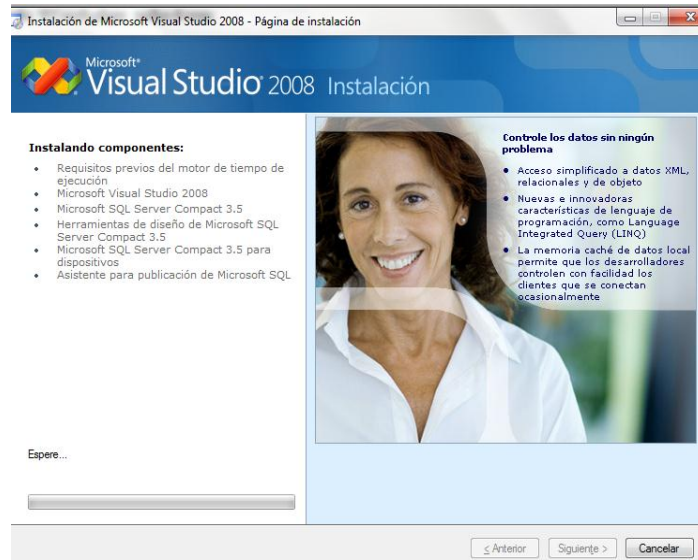 Instalación de Microsoft Visual Studio 2008 - Página de instalación
Microsoft®
Visual Studio® 2008 Instalación
Instalando componentes:
• Requisitos previos del motor de tiempo de
ejecución
• Microsoft Visual Studio 2008
• Microsoft SQL Server Compact 3.5
• Herramientas de diseño de Microsoft SQL
Server Compact 3.5
• Microsoft SQL Server Compact 3.5 para
dispositivos
• Asistente para publicación de Microsoft SQL
Espere...
Controle los datos sin ningún
problema
• Acceso simplificado a datos XML,
relacionales y de objeto
• Nuevas e innovadoras
características de lenguaje de
programación, como Language
Integrated Query (LINQ)
• La memoria caché de datos local
permite que los desarrolladores
controlen con facilidad los
clientes que se conectan
ocasionalmente
< Anterior
Siguiente >
Cancelar